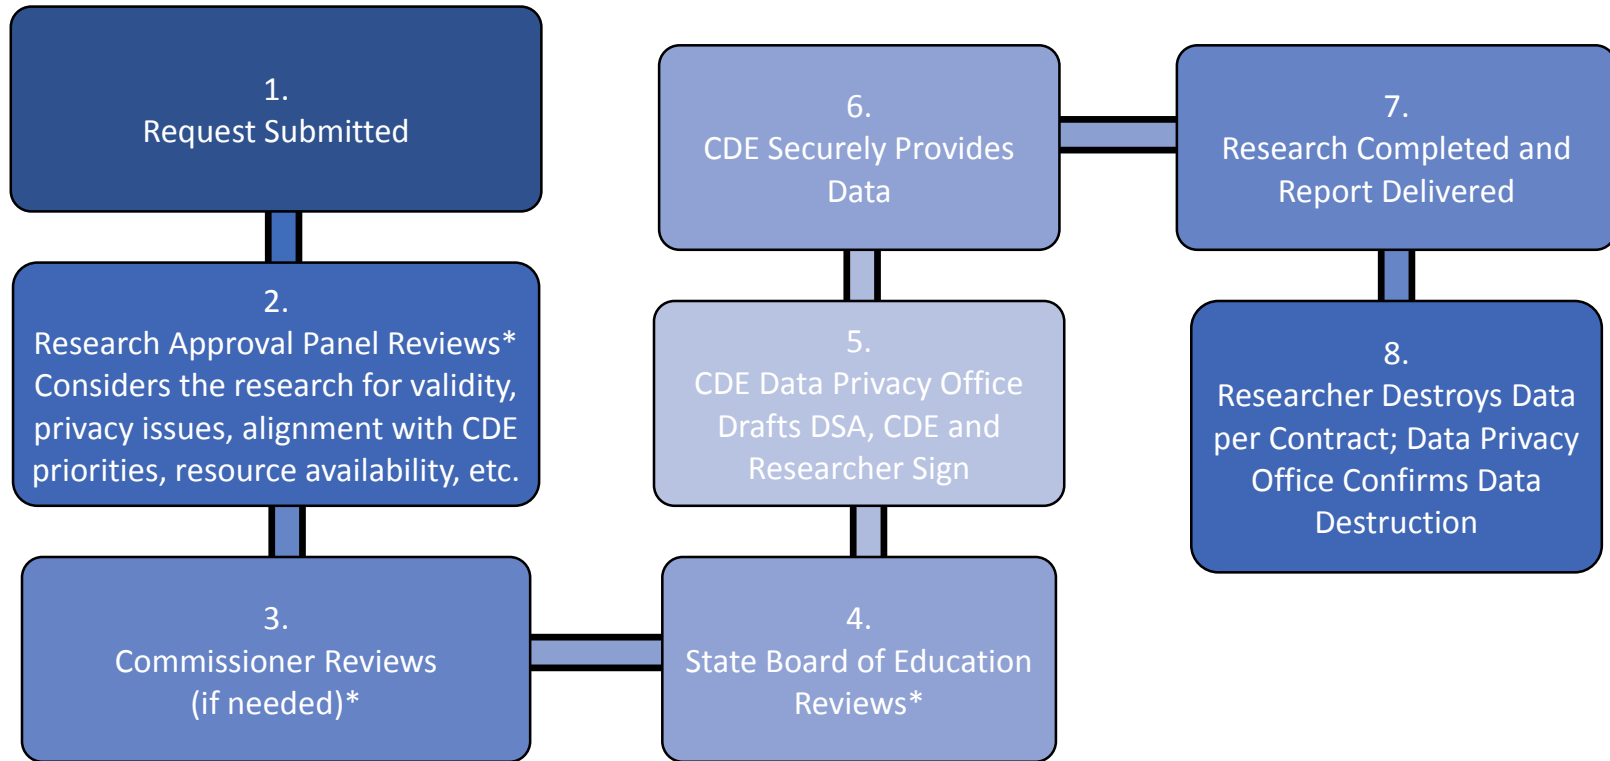 1.
Request Submitted
2.
Research Approval Panel Reviews*
Considers the research for validity,
privacy issues, alignment with CDE
priorities, resource availability, etc.
3.
Commissioner Reviews
(if needed)*
4.
State Board of Education
Reviews*
5.
CDE Data Privacy Office
Drafts DSA, CDE and
Researcher Sign
6.
CDE Securely Provides
Data
7.
Research Completed and
Report Delivered
8.
Researcher Destroys Data
per Contract; Data Privacy
Office Confirms Data
Destruction